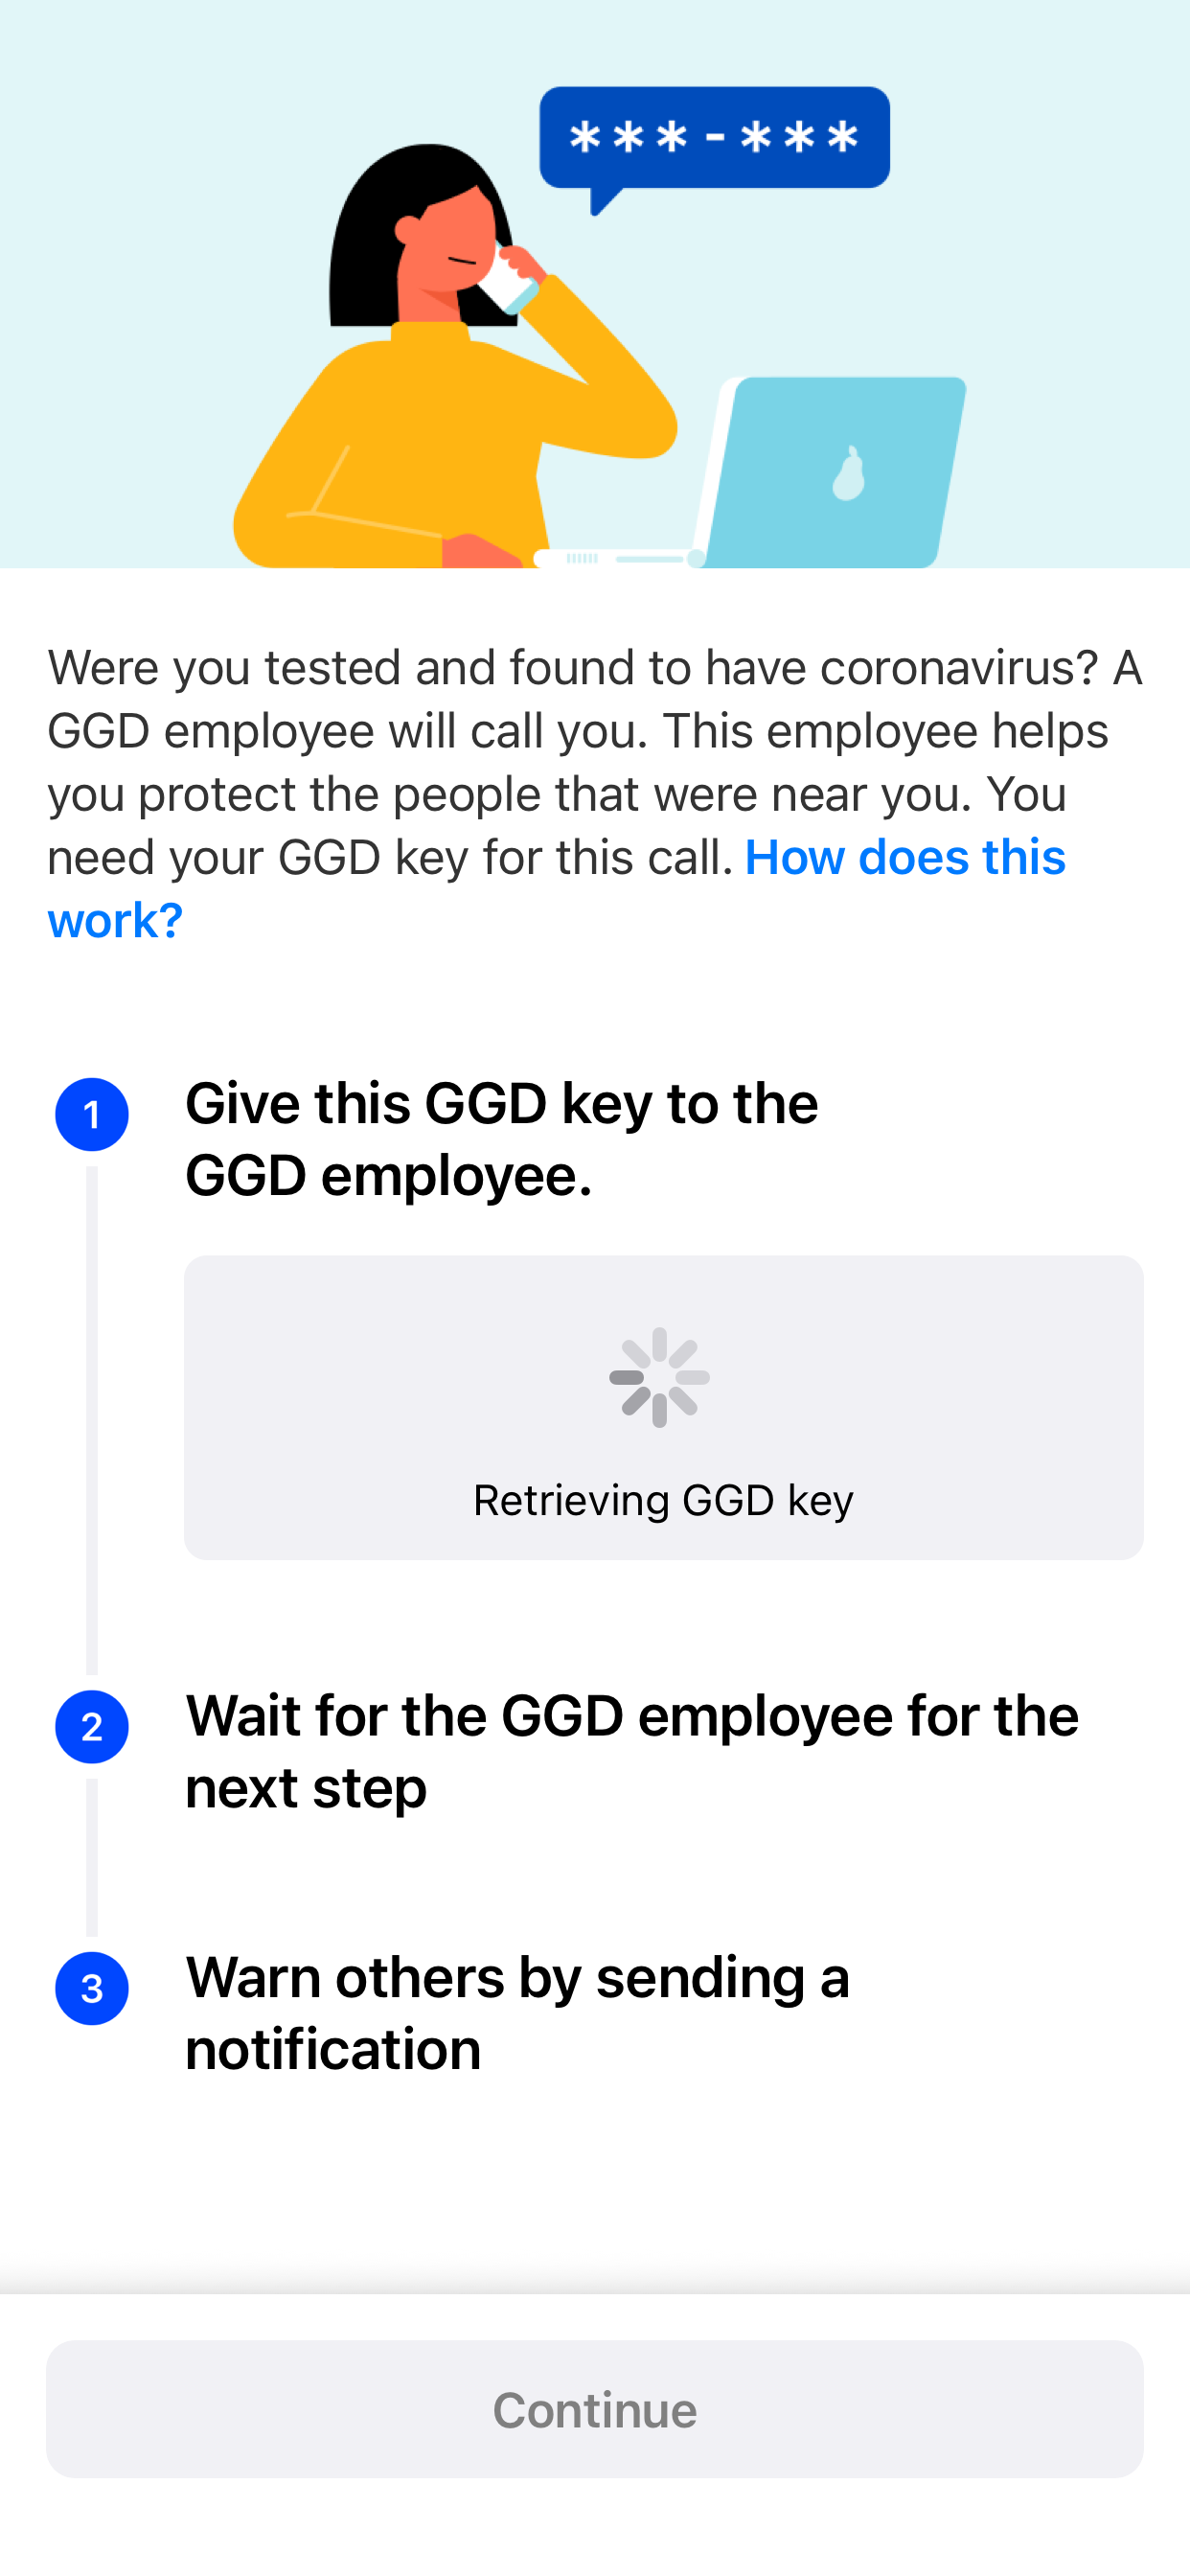 ***-***
Were you tested and found to have coronavirus? A
GGD employee will call you. This employee helps
you protect the people that were near you. You
need your GGD key for this call. How does this
work?
1
Give this GGD key to the
GGD employee.
Retrieving GGD key
2
Wait for the GGD employee for the
next step
3
Warn others by sending a
notification
Continue